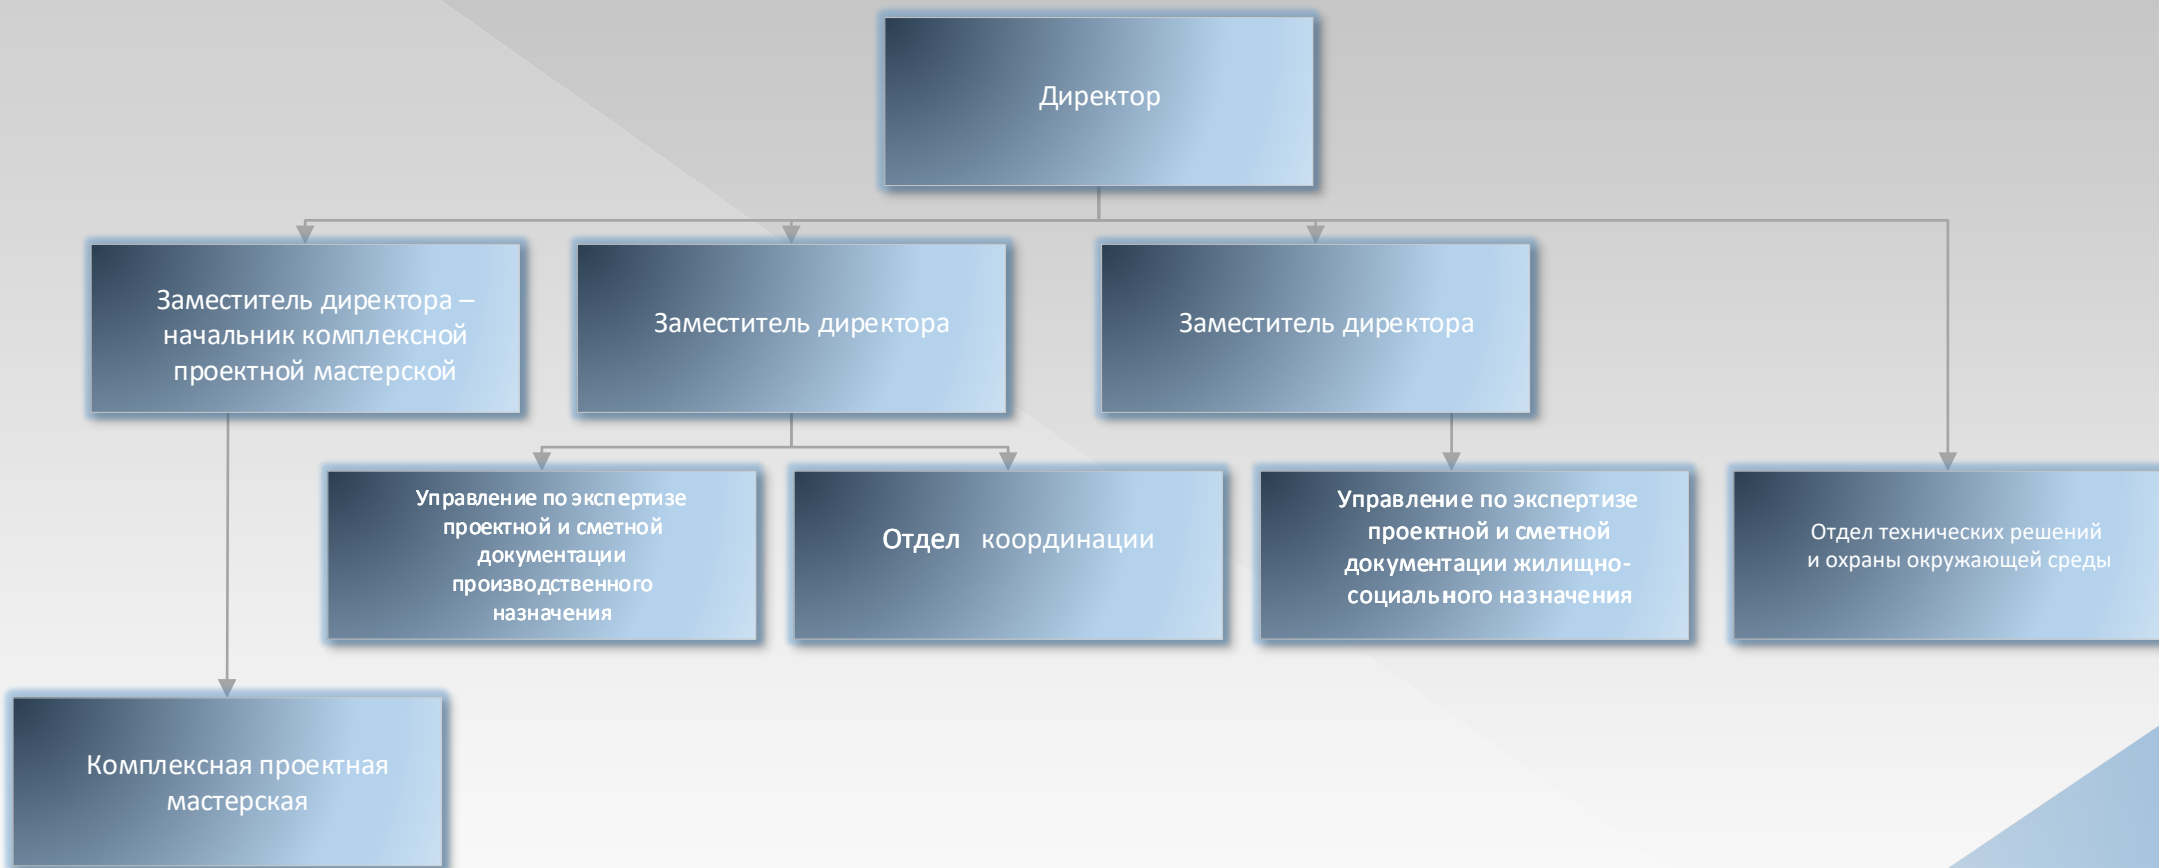 Директор
Заместитель директора –
начальник комплексной
проектной мастерской
Заместитель директора
Заместитель директора
Управление по экспертизе
проектной и сметной
документации
производственного
назначения
Отдел координации
Управление по экспертизе
проектной и сметной
документации жилищно-
социального назначения
Отдел технических решений
и охраны окружающей среды
Комплексная проектная
мастерская